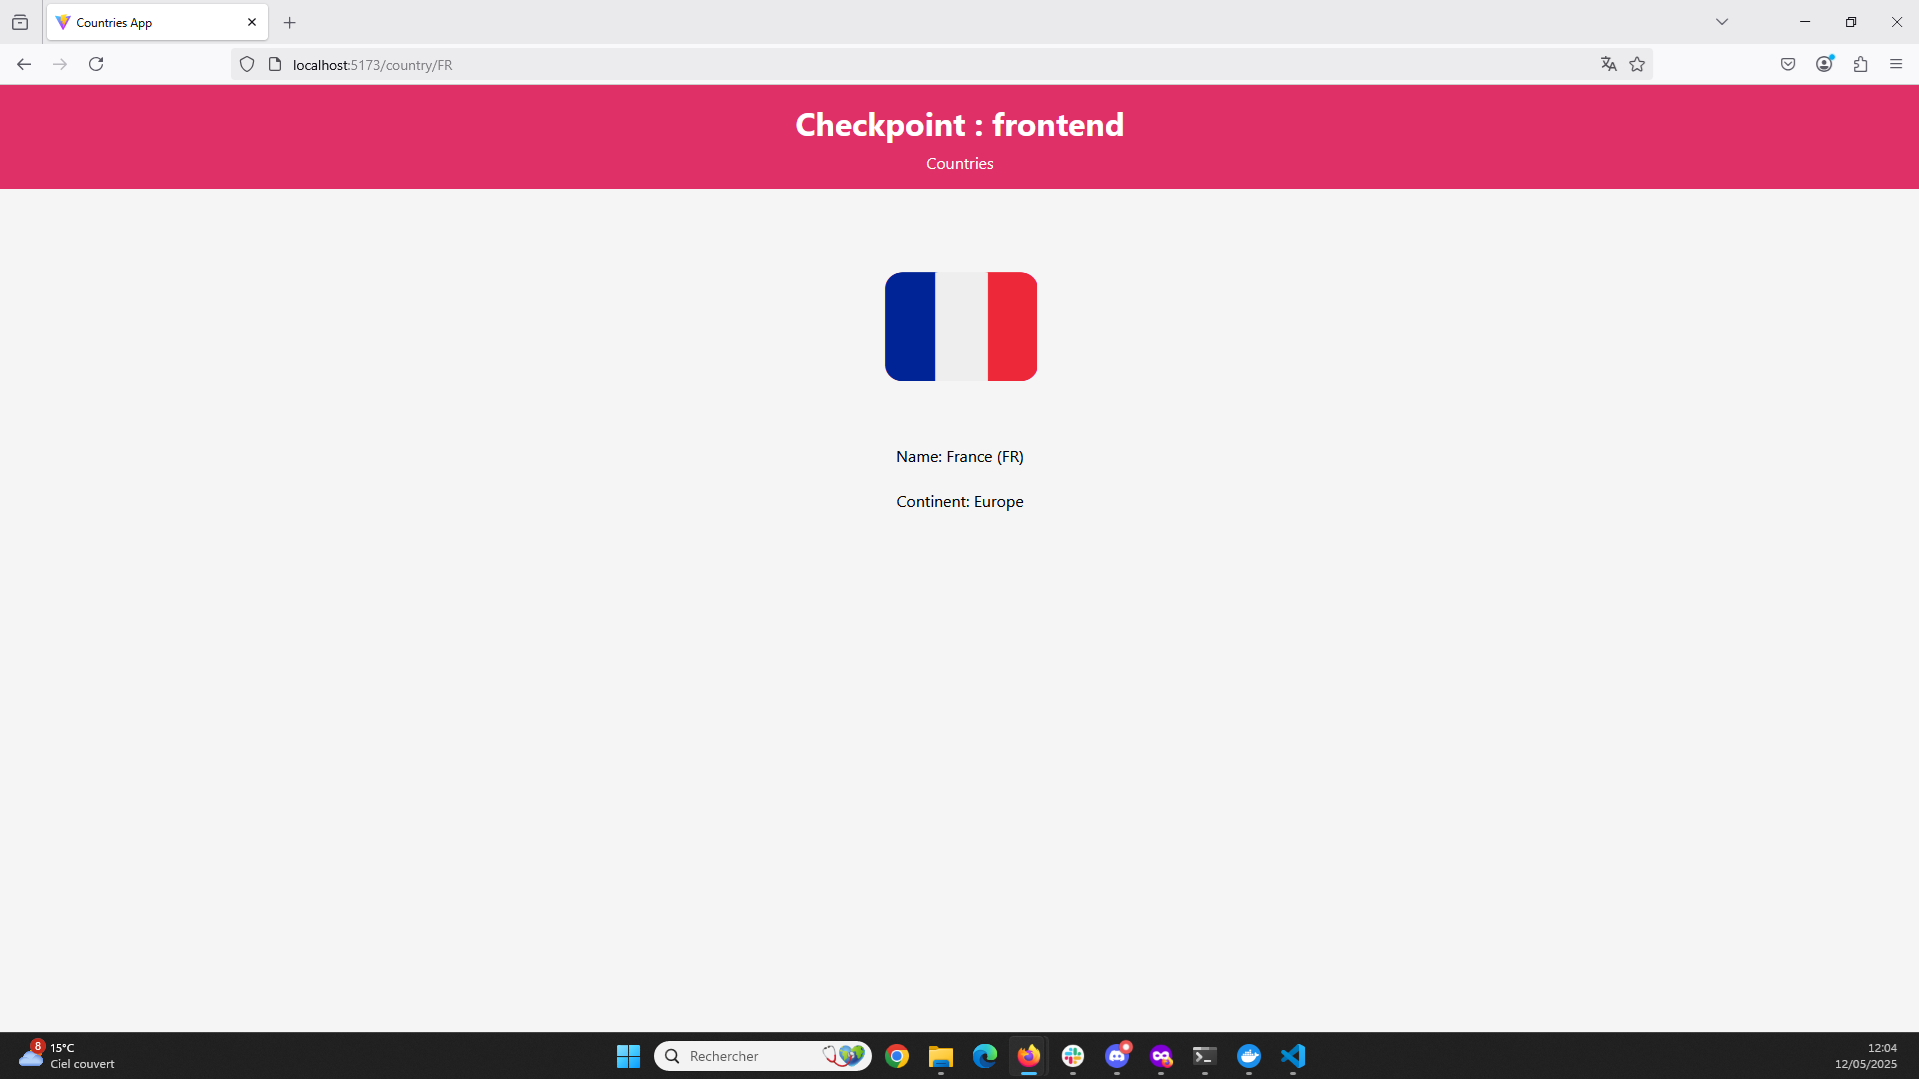 Countries App
localhost:5173/country/FR
Checkpoint : frontend
Countries
Name: France (FR)
Continent: Europe
8
15°C
Ciel couvert
Rechercher
12:04
12/05/2025